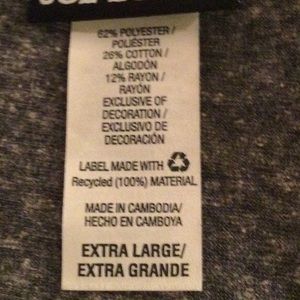 62% POLYESTER/
POLIÉSTER
26% COTTON/
ALGODÓN
12% RAYON/
RAYÓN
EXCLUSIVE OF
DECORATION/
EXCLUSIVO DE
DECORACIÓN
LABEL MADE WITH
Recycled (100%) MATERIAL
MADE IN CAMBODIA/
HECHO EN CAMBOYA
EXTRA LARGE/
EXTRA GRANDE